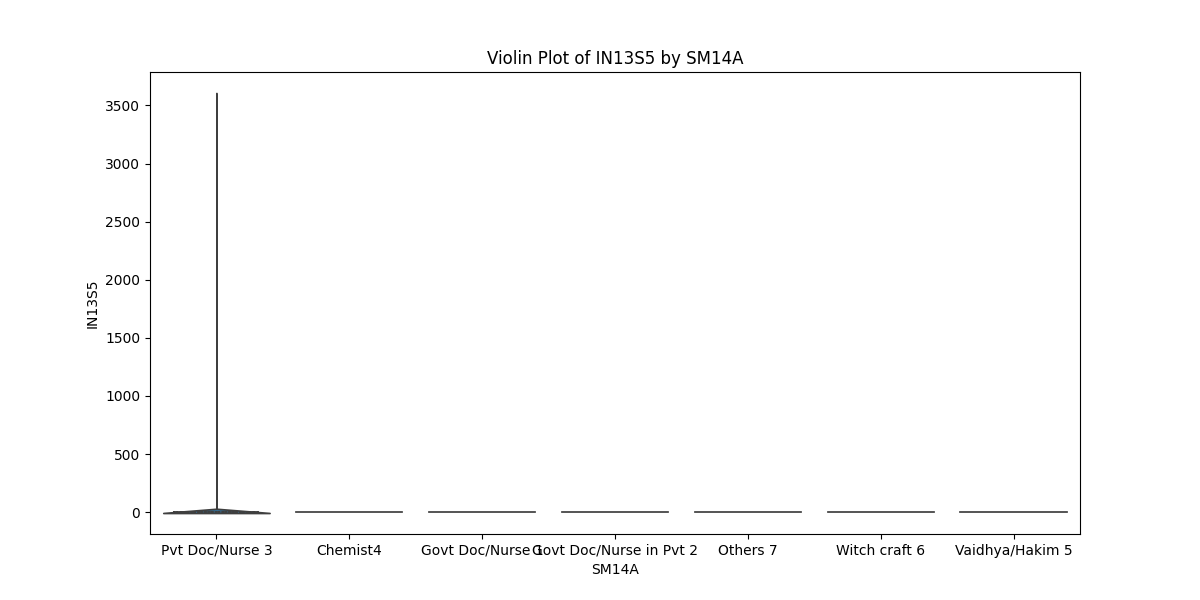 Violin Plot of IN13S5 by SM14A
3500
3000
2500
2000
1500
1000
500
0
IN13S5
Pvt Doc/Nurse 3 Chemist4 Govt Doc/Nurse 1 Govt Doc/Nurse in Pvt 2 Others 7 Witch craft 6 Vaidhya/Hakim 5
SM14A